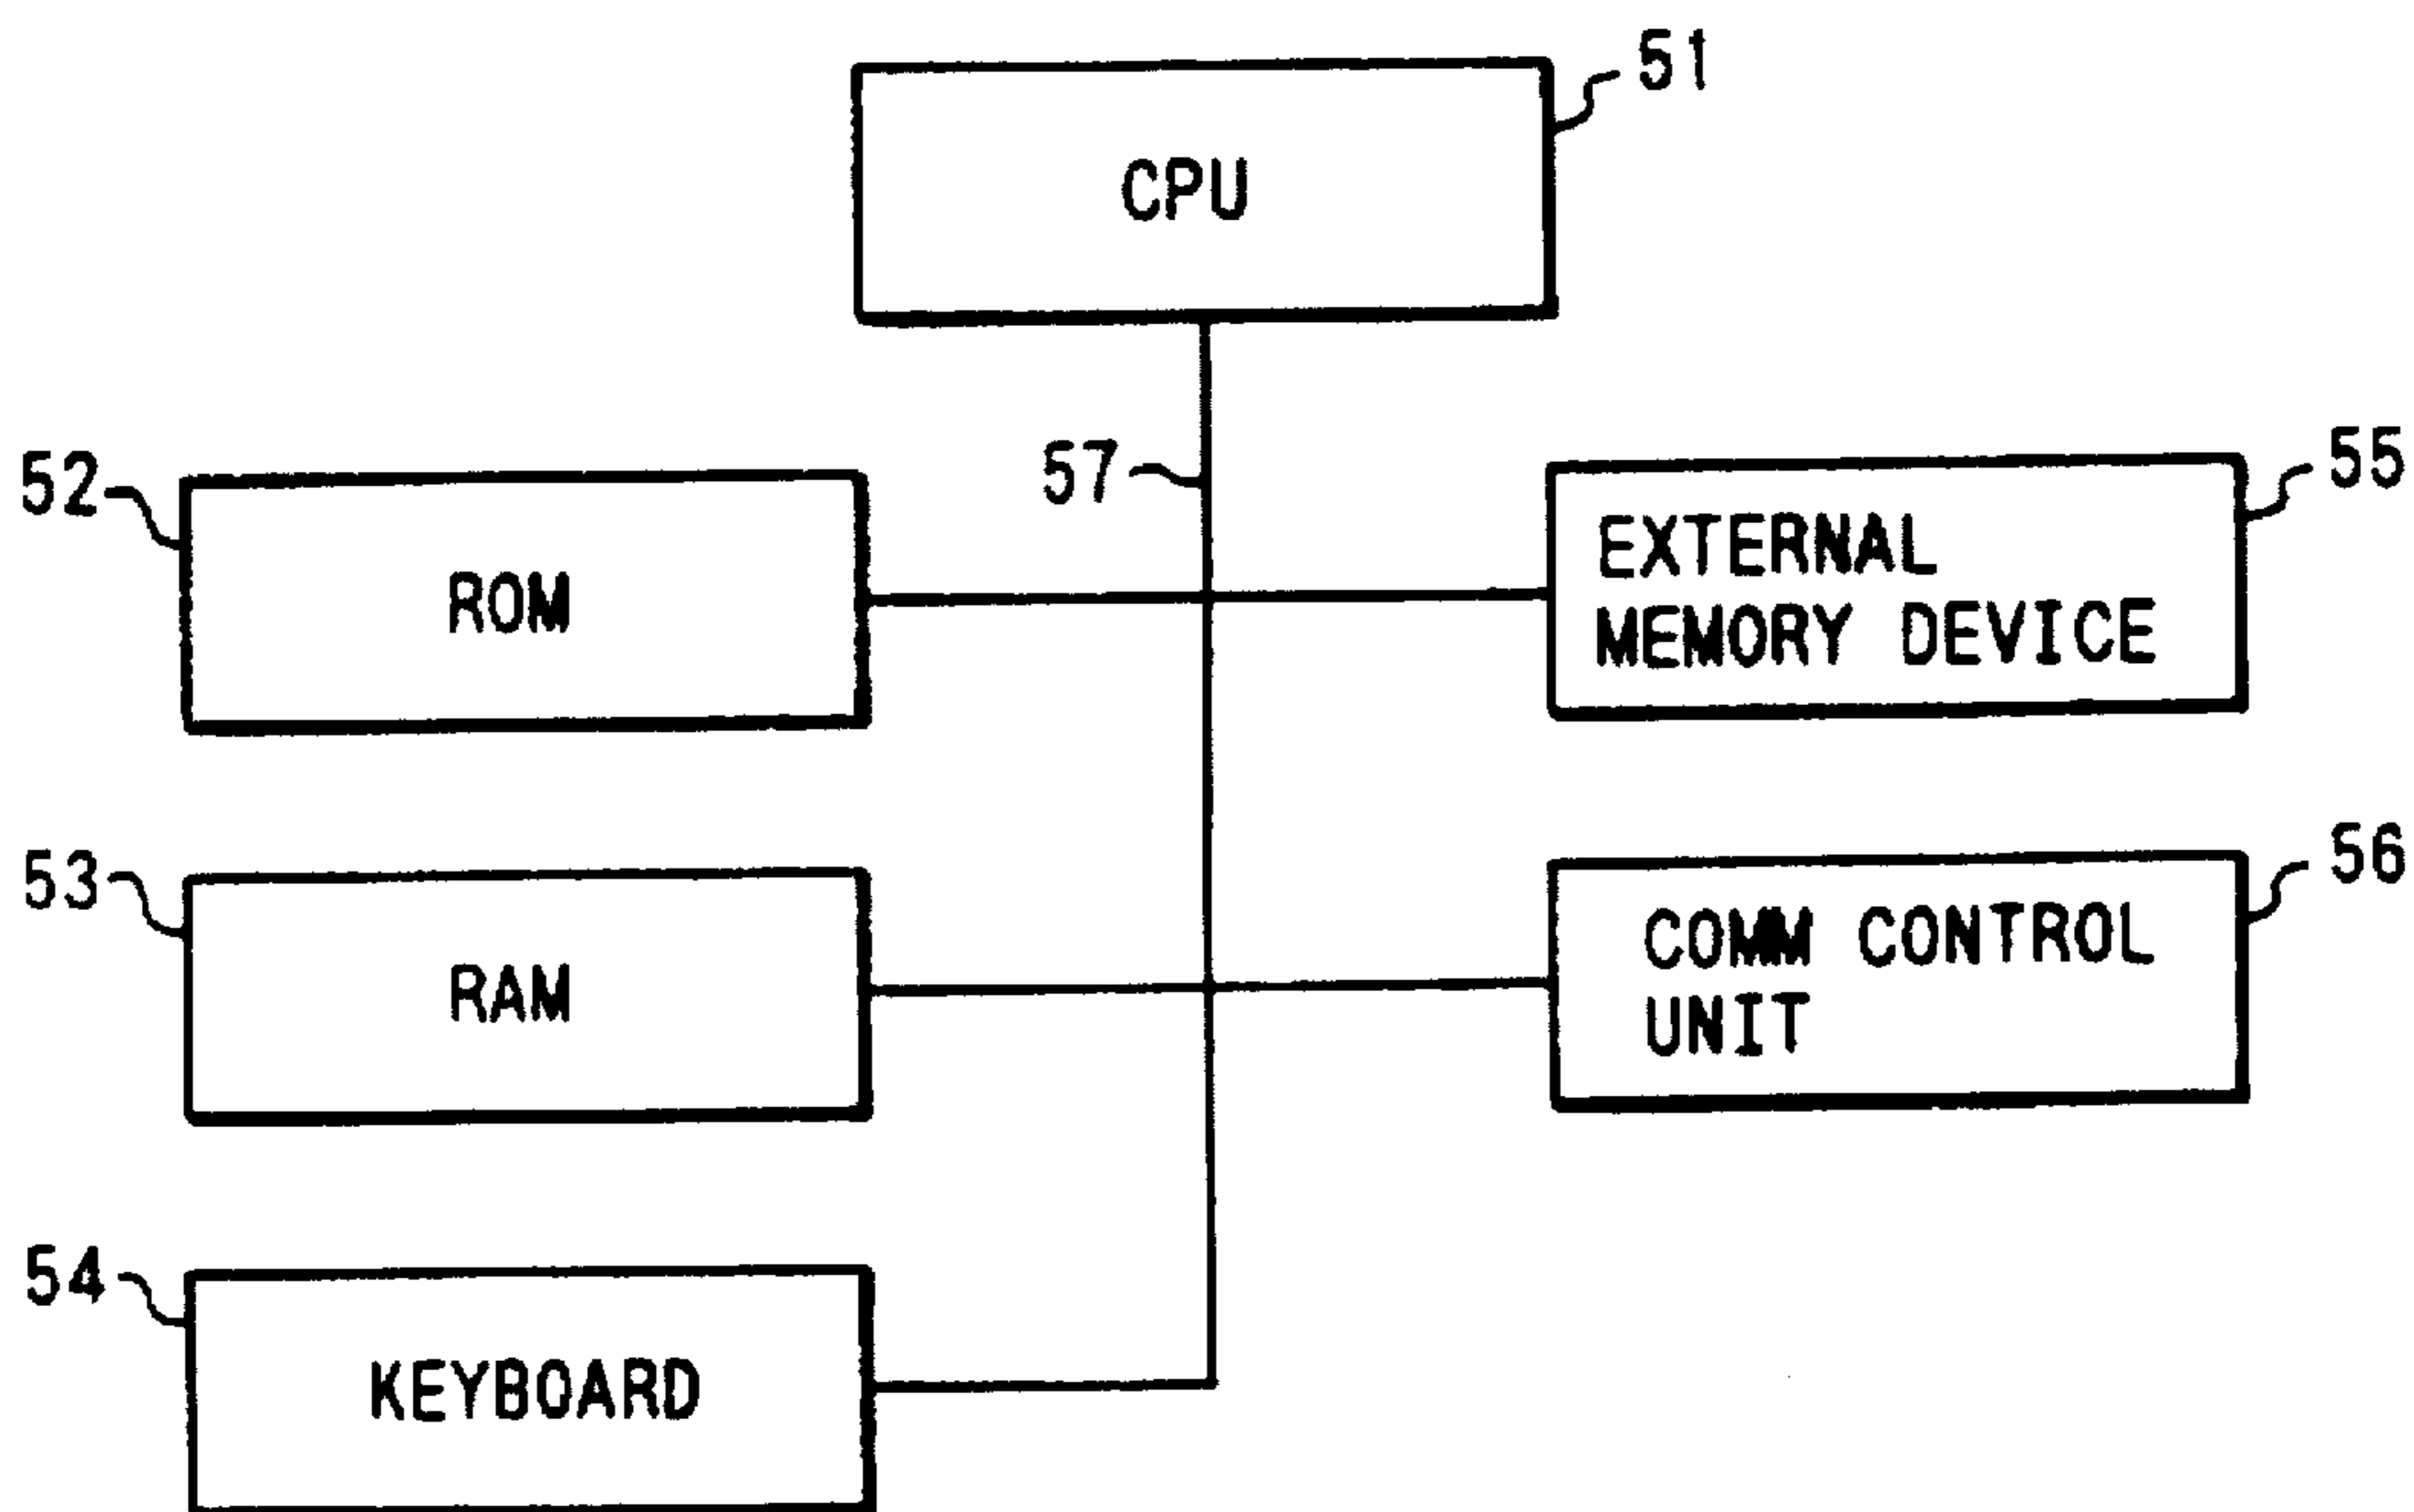 51
CPU
57
52
ROM
55
EXTERNAL
MEMORY DEVICE
53
RAM
56
COMM CONTROL
UNIT
54
KEYBOARD